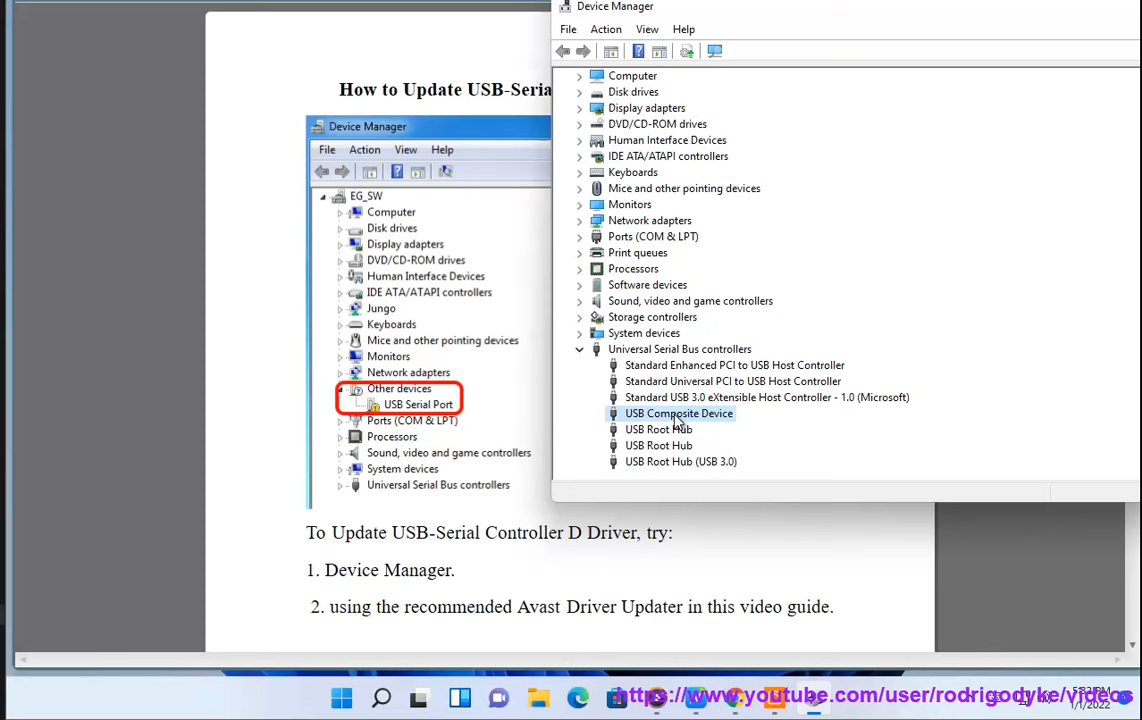 How to Update USB-Seria
Device Manager
File Action View Help
EG_SW
Computer
Disk drives
Display adapters
DVD/CD-ROM drives
Human Interface Devices
IDE ATA/ATAPI controllers
Jungo
Keyboards
Mice and other pointing devices
Monitors
Network adapters
Other devices
USB Serial Port
Ports (COM & LPT)
Processors
Sound, video and game controllers
System devices
Universal Serial Bus controllers
To Update USB-Serial Controller D Driver, try:
1. Device Manager.
2. using the recommended Avast Driver Updater in this video guide.
Device Manager
File Action View Help
Computer
Disk drives
Display adapters
DVD/CD-ROM drives
Human Interface Devices
IDE ATA/ATAPI controllers
Keyboards
Mice and other pointing devices
Monitors
Network adapters
Ports (COM & LPT)
Print queues
Processors
Software devices
Sound, video and game controllers
Storage controllers
System devices
Universal Serial Bus controllers
Standard Enhanced PCI to USB Host Controller
Standard Universal PCI to USB Host Controller
Standard USB 3.0 eXtensible Host Controller - 1.0 (Microsoft)
USB Composite Device
USB Root Hub
USB Root Hub
USB Root Hub (USB 3.0)
https://www.youtube.com/user/rodrigodyke/videos
1/1/2022